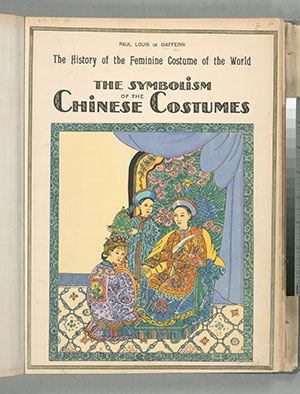 PAUL LOUIS DE GIAFFERRI
The History of the Feminine Costume of the World
THE SYMBOLISM
OF THE
CHINESE COSTUMES